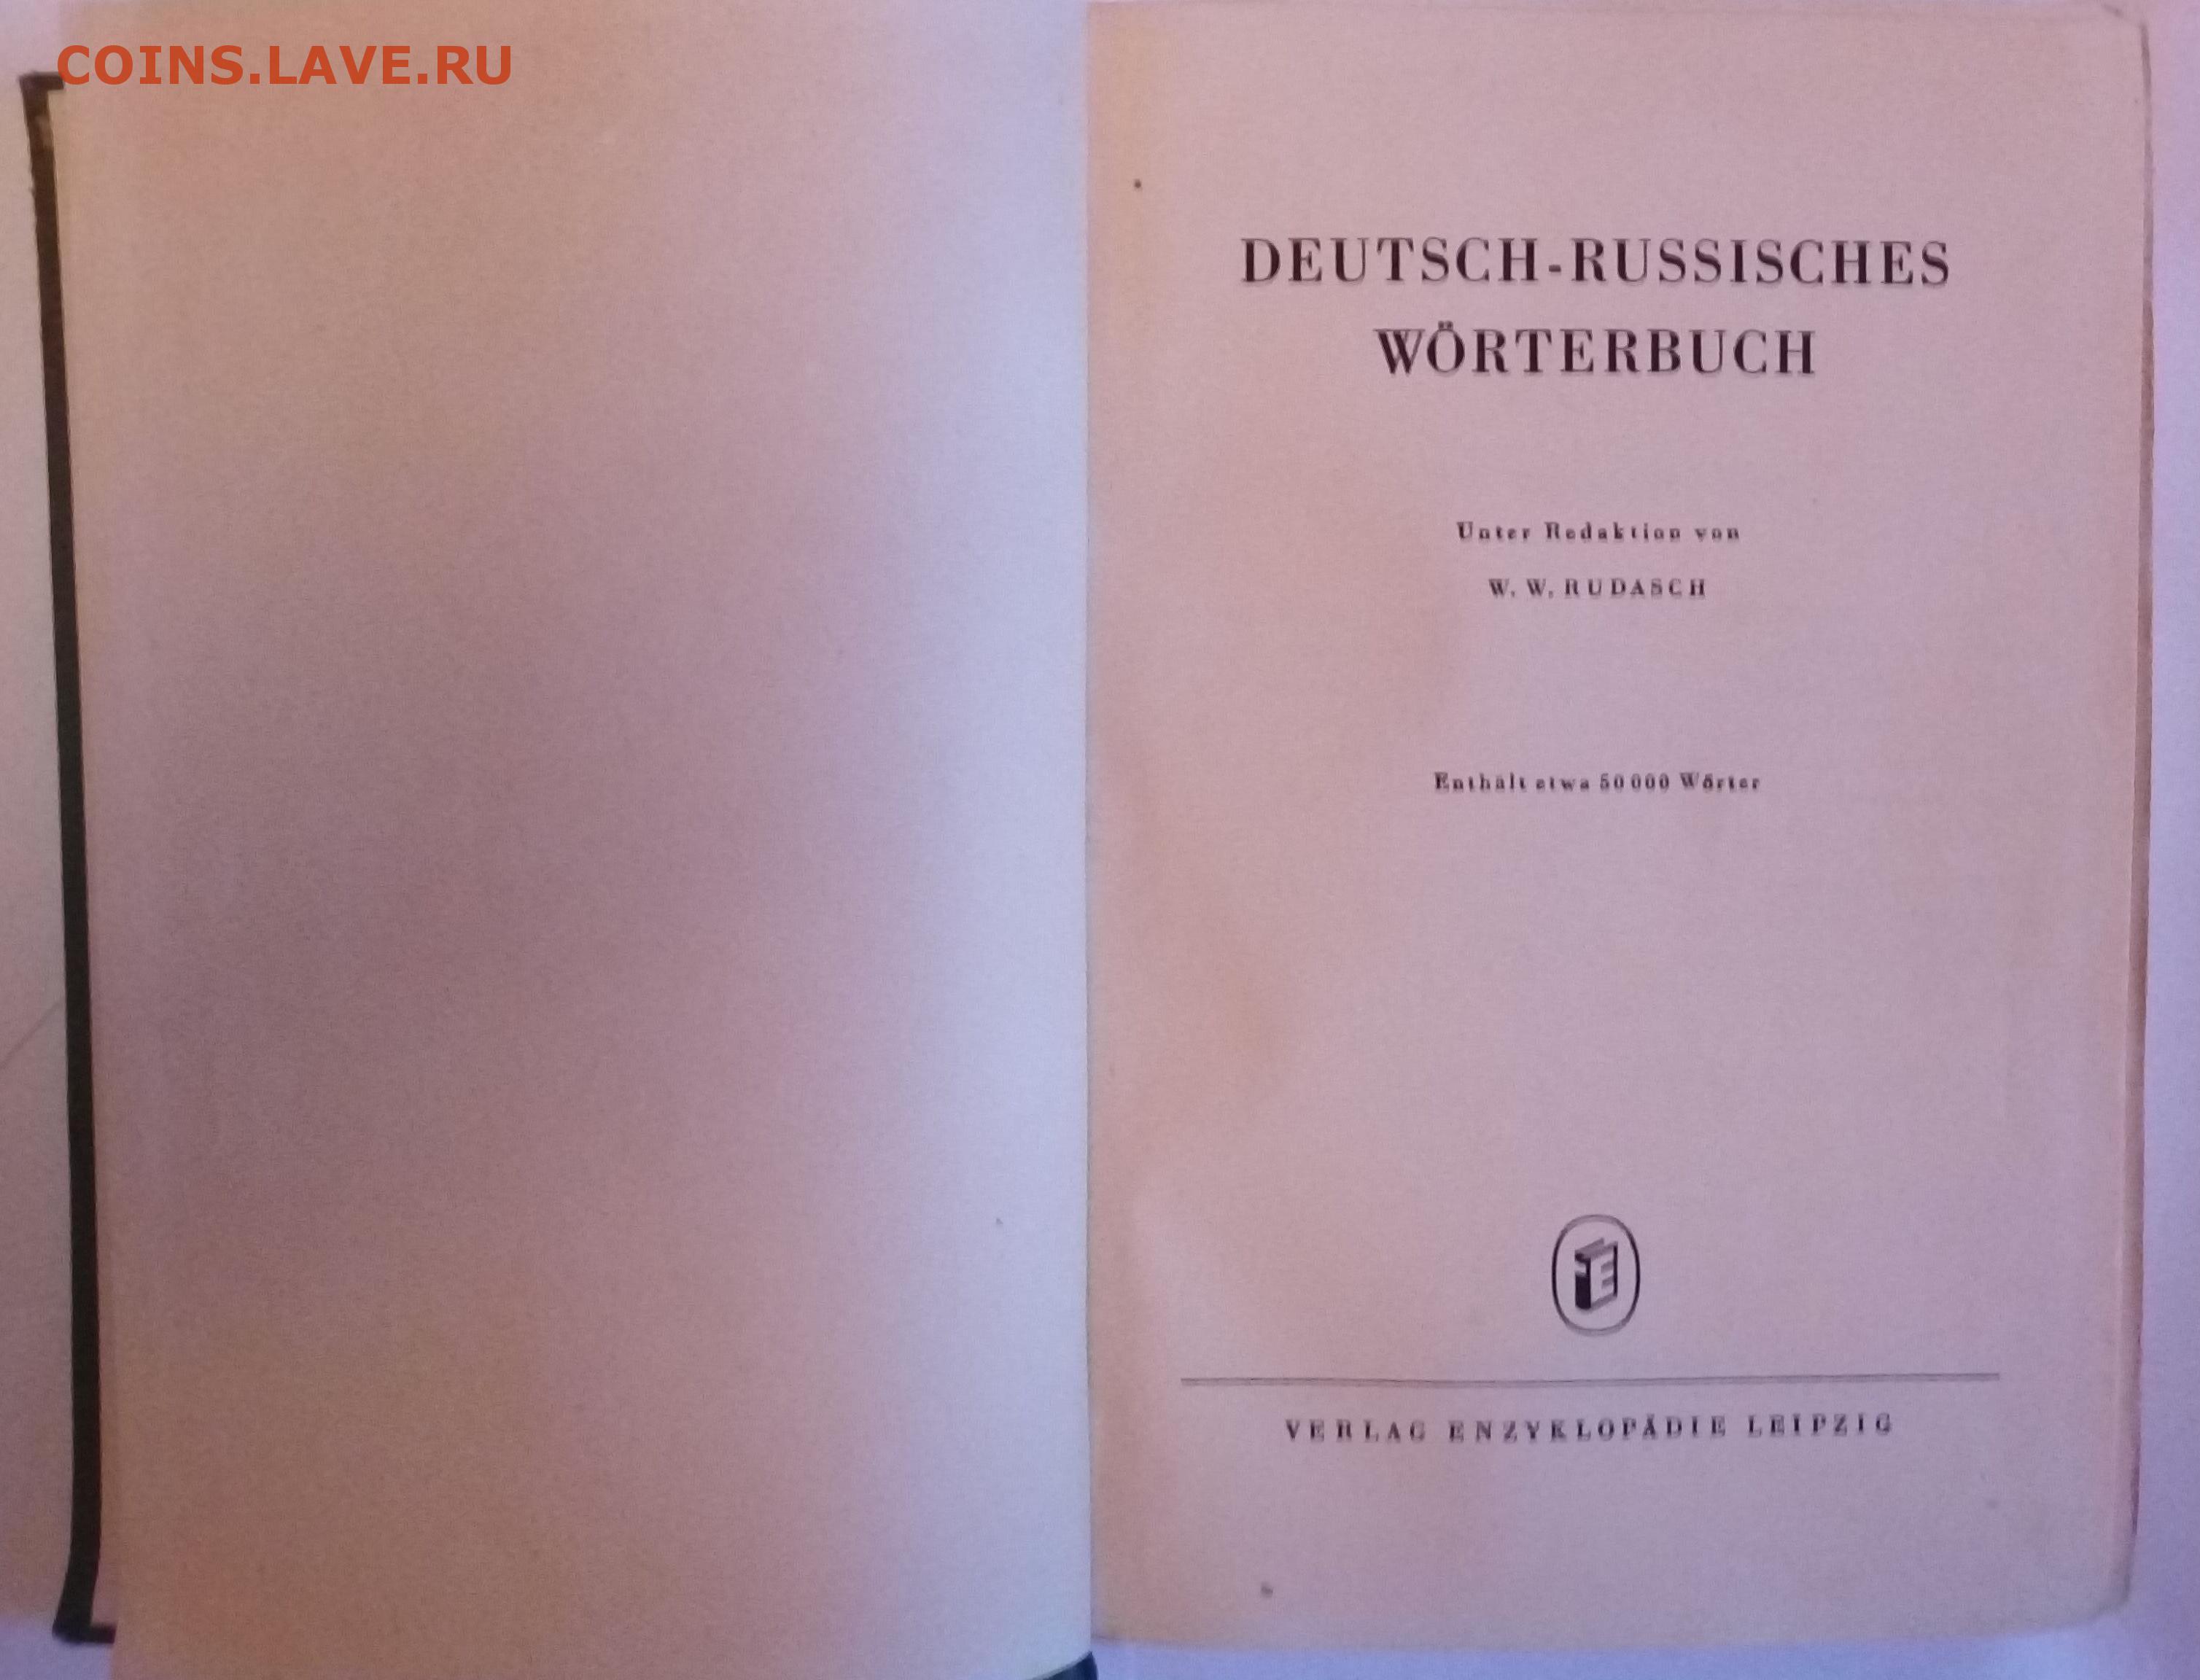 COINS.LAVE.RU
DEUTSCH-RUSSISCHES
WÖRTERBUCH
Unter Redaktion von
W. W. RUDASCH
Enthält etwa 50 000 Wörter
VERLAG ENZYKLOPÄDIE LEIPZIG